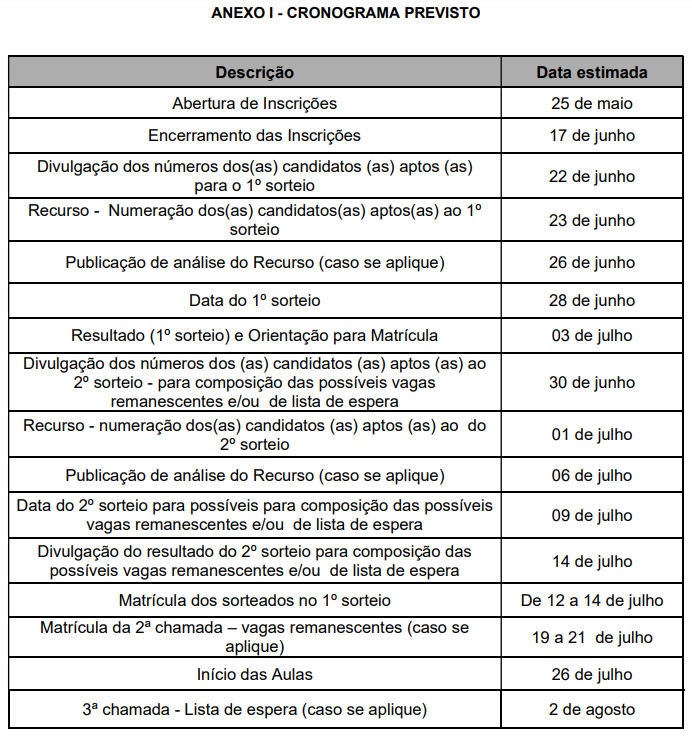 ANEXO I - CRONOGRAMA PREVISTO
Descrição Data estimada
Abertura de Inscrições 25 de maio
Encerramento das Inscrições 17 de junho
Divulgação dos números dos(as) candidatos (as) aptos (as)
para o 1º sorteio 22 de junho
Recurso - Numeração dos(as) candidatos(as) aptos(as) ao 1º
sorteio 23 de junho
Publicação de análise do Recurso (caso se aplique) 26 de junho
Data do 1º sorteio 28 de junho
Resultado (1º sorteio) e Orientação para Matrícula 03 de julho
Divulgação dos números dos (as) candidatos (as) aptos (as) ao
2º sorteio - para composição das possíveis vagas 30 de junho
remanescentes e/ou de lista de espera
Recurso - numeração dos(as) candidatos (as) aptos (as) ao do
2º sorteio 01 de julho
Publicação de análise do Recurso (caso se aplique) 06 de julho
Data do 2º sorteio para possíveis para composição das possíveis
vagas remanescentes e/ou de lista de espera 09 de julho
Divulgação do resultado do 2º sorteio para composição das
possíveis vagas remanescentes e/ou de lista de espera 14 de julho
Matrícula dos sorteados no 1º sorteio De 12 a 14 de julho
Matrícula da 2ª chamada – vagas remanescentes (caso se
aplique) 19 a 21 de julho
Início das Aulas 26 de julho
3ª chamada - Lista de espera (caso se aplique) 2 de agosto